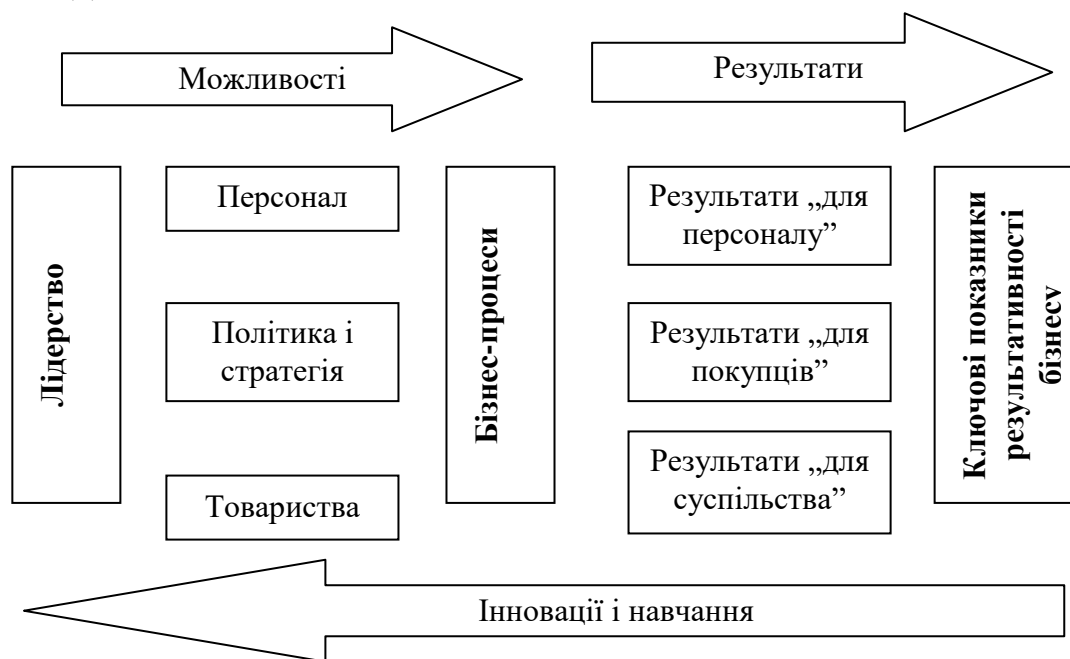 Можливості
Результати
Лідерство
Персонал
Політика і
стратегія
Товариства
Бізнес-процеси
Результати „для
персоналу”
Результати „для
покупців”
Результати „для
суспільства”
Ключові показники
результативності
бізнесу
Інновації і навчання